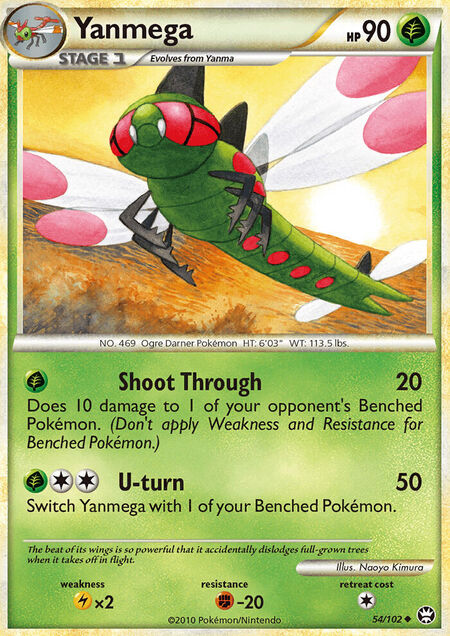 Yanmega
HP 90
STAGE 1
Evolves from Yanma
NO. 469 Ogre Darner Pokémon HT: 6'03" WT: 113.5 lbs.
Shoot Through 20
Does 10 damage to 1 of your opponent's Benched
Pokémon. (Don't apply Weakness and Resistance for
Benched Pokémon.)
U-turn 50
Switch Yanmega with 1 of your Benched Pokémon.
The beat of its wings is so powerful that it accidentally dislodges full-grown trees
when it takes off in flight.
Illus. Naoyo Kimura
weakness resistance retreat cost
×2 -20
54/102
©2010 Pokémon/Nintendo